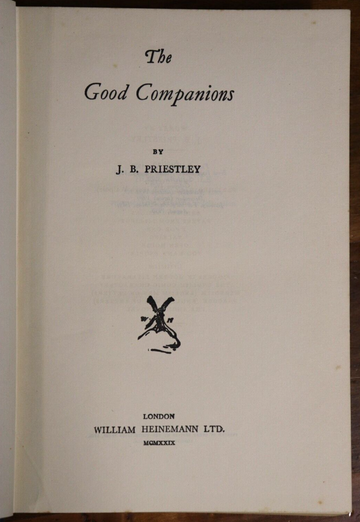 The
Good Companions
BY
J. B. PRIESTLEY
W H
LONDON
WILLIAM HEINEMANN LTD.
MCMXXIX